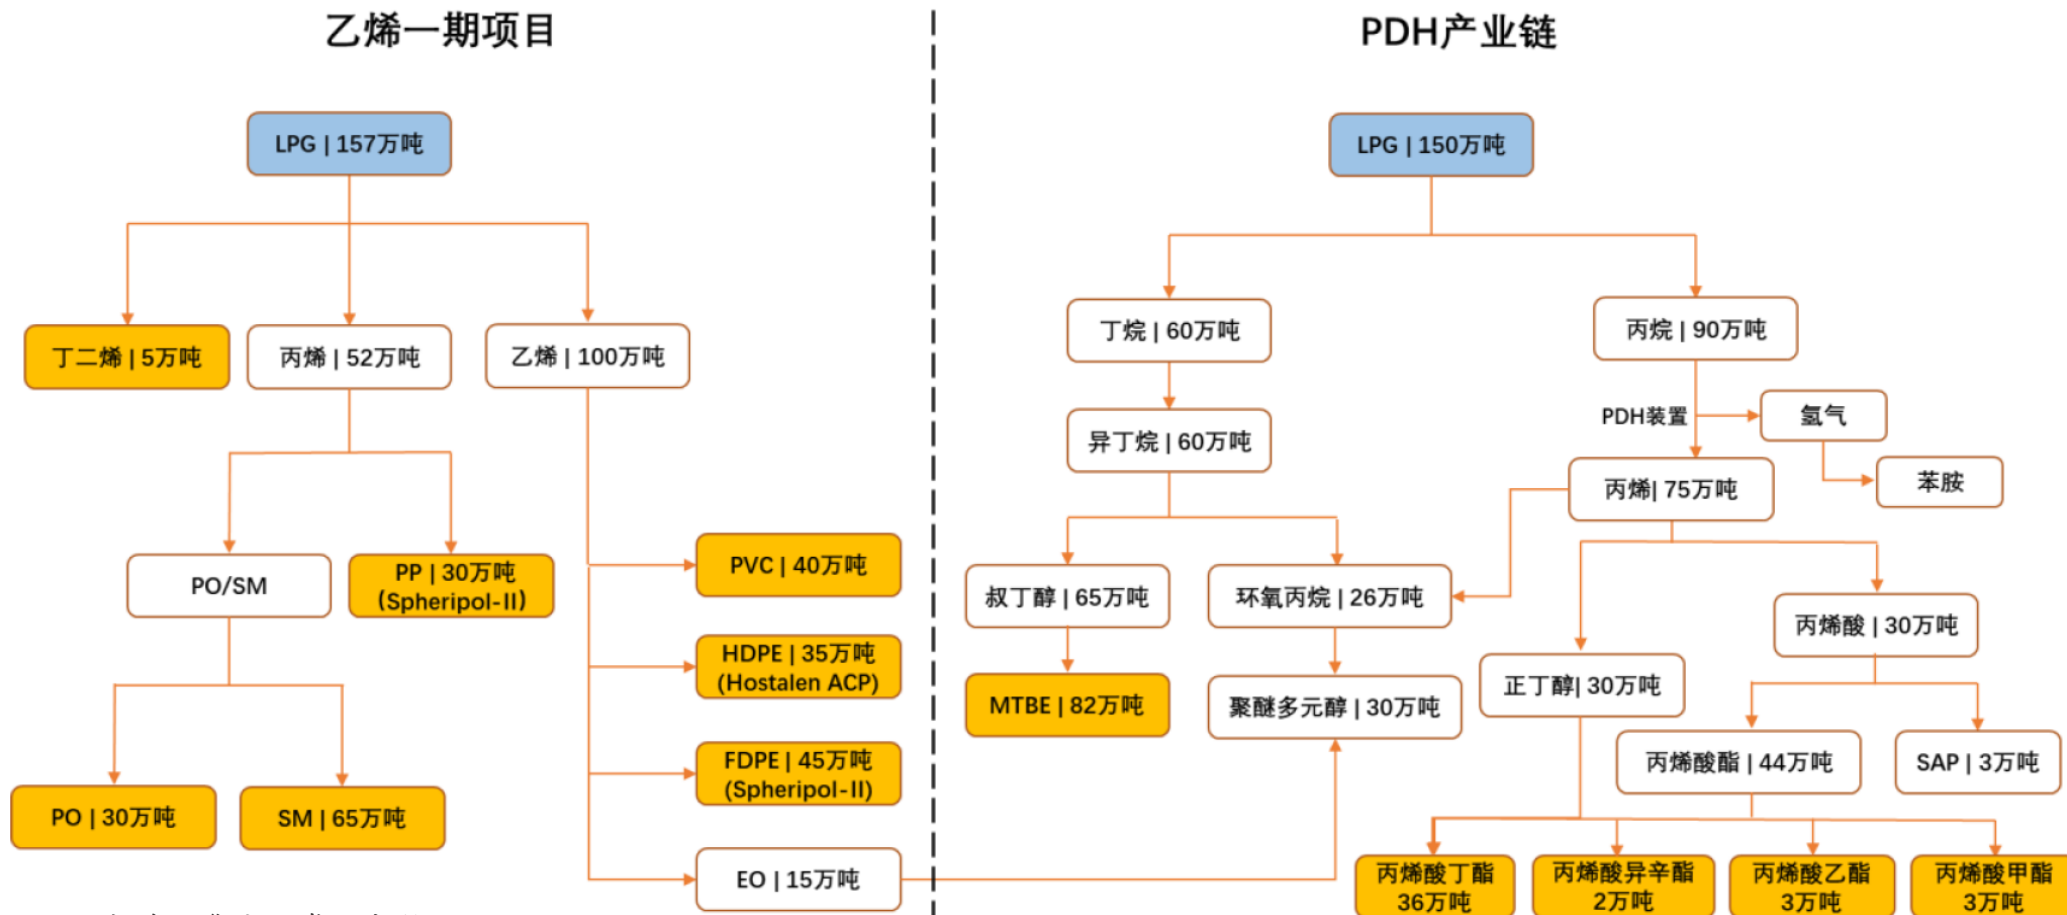 乙烯一期项目
PDH产业链
LPG | 157万吨
LPG | 150万吨
丁二烯 | 5万吨
丙烯 | 52万吨
乙烯 | 100万吨
丁烷 | 60万吨
丙烷 | 90万吨
异丁烷 | 60万吨
PDH装置
氢气
丙烯| 75万吨
苯胺
PO/SM
PP | 30万吨
(Spheripol-II)
PVC | 40万吨
HDPE | 35万吨
(Hostalen ACP)
FDPE | 45万吨
(Spheripol-II)
EO | 15万吨
PO | 30万吨
SM | 65万吨
叔丁醇 | 65万吨
环氧丙烷 | 26万吨
MTBE | 82万吨
聚醚多元醇 | 30万吨
丙烯酸 | 30万吨
正丁醇| 30万吨
丙烯酸酯 | 44万吨
SAP | 3万吨
丙烯酸丁酯
36万吨
丙烯酸异辛酯
2万吨
丙烯酸乙酯
3万吨
丙烯酸甲酯
3万吨